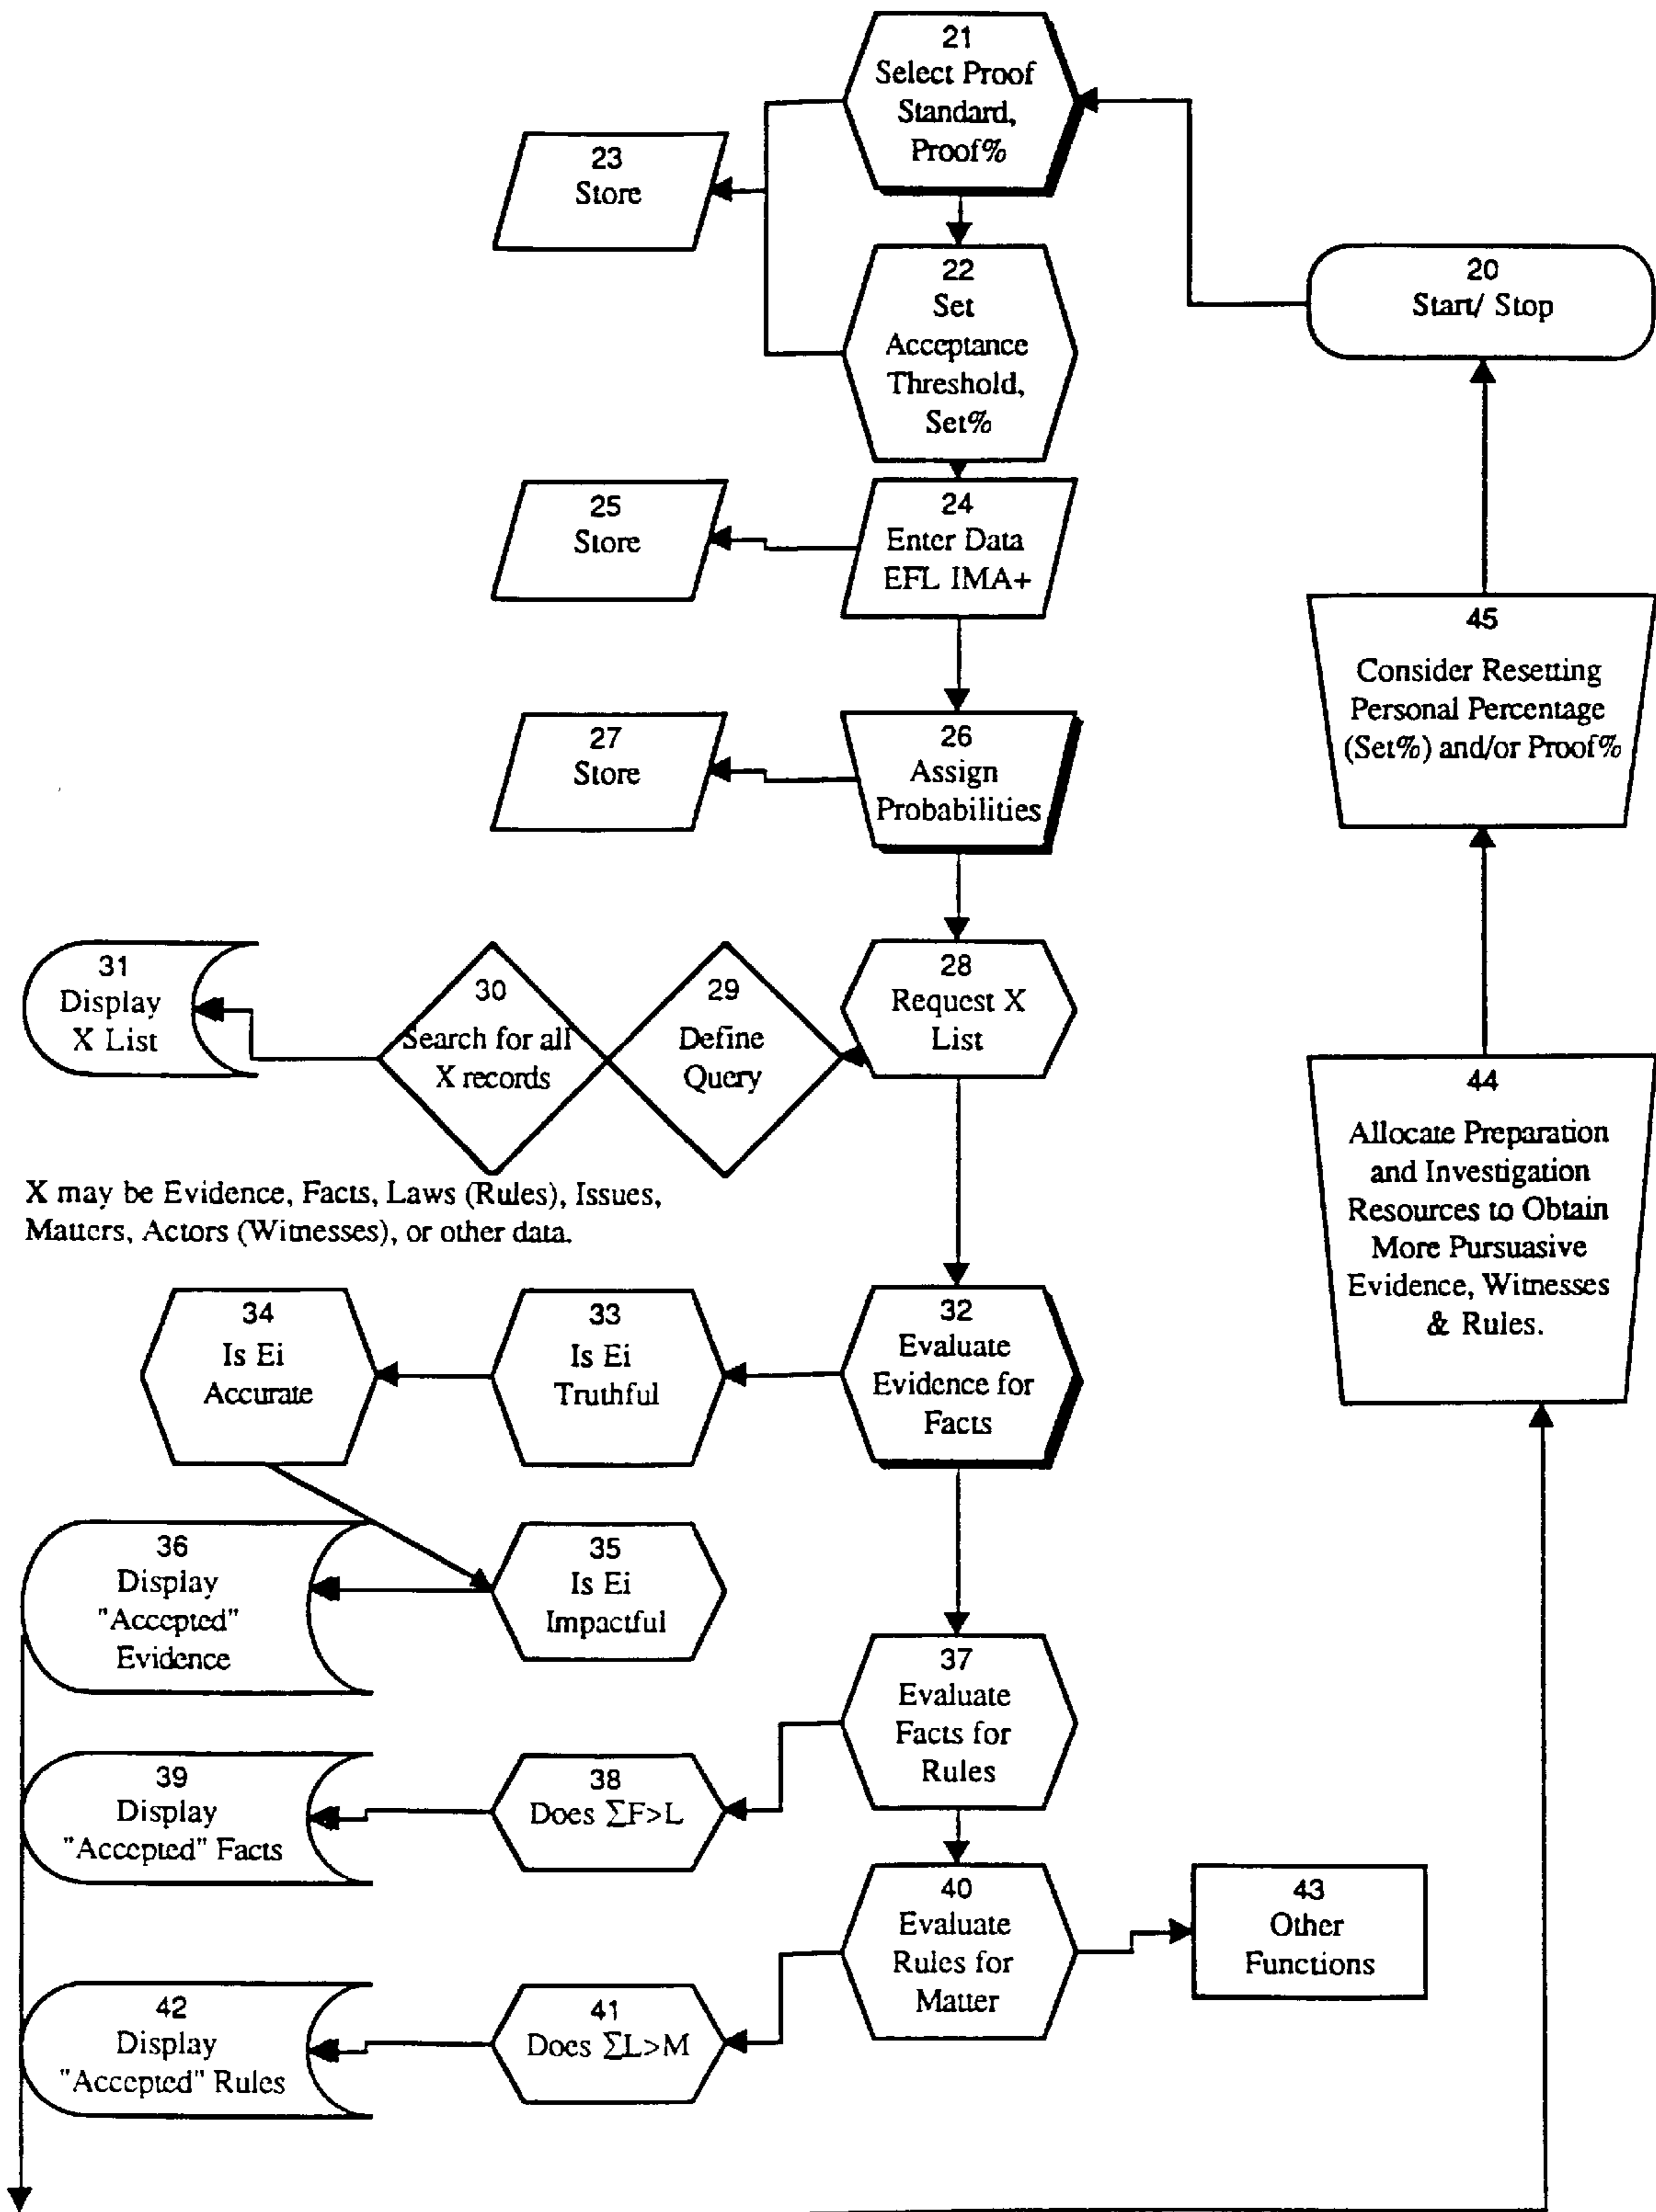 21
Select Proof
Standard,
Proof%
23
Store
22
Set
Acceptance
Threshold,
Set%
20
Start/ Stop
25
Store
24
Enter Data
EFL IMA+
45
Consider Resetting
Personal Percentage
(Set%) and/or Proof%
27
Store
26
Assign
Probabilities
31
Display
X List
30
Search for all
X records
29
Define
Query
28
Request X
List
44
Allocate Preparation
and Investigation
Resources to Obtain
More Pursuasive
Evidence, Witnesses
& Rules.
X may be Evidence, Facts, Laws (Rules), Issues,
Matters, Actors (Witnesses), or other data.
34
Is Ei
Accurate
33
Is Ei
Truthful
32
Evaluate
Evidence for
Facts
36
Display
"Accepted"
Evidence
35
Is Ei
Impactful
37
Evaluate
Facts for
Rules
39
Display
"Accepted" Facts
38
Does ∑F>L
40
Evaluate
Rules for
Matter
43
Other
Functions
42
Display
"Accepted" Rules
41
Does ∑L>M